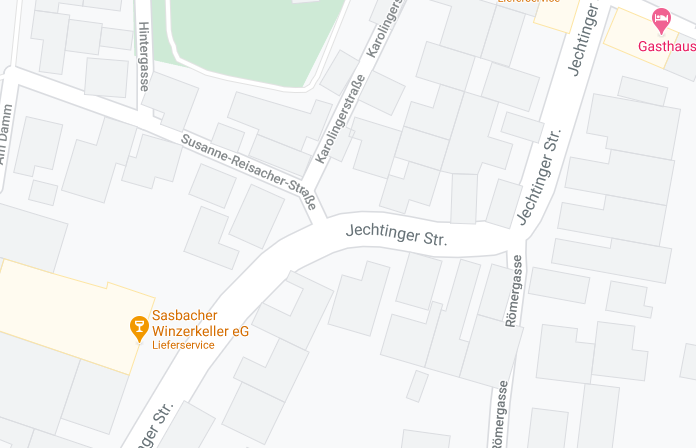 Lieferservice
Gasthaus
Jechtinger
Hintergasse
Karolingers
Karolingerstraße
Am Damm
Susanne-Reisacher-Straße
Jechtinger Str.
Jechtinger Str.
Römergasse
Sasbacher
Winzerkeller eG
Lieferservice
Römergasse
nger Str.